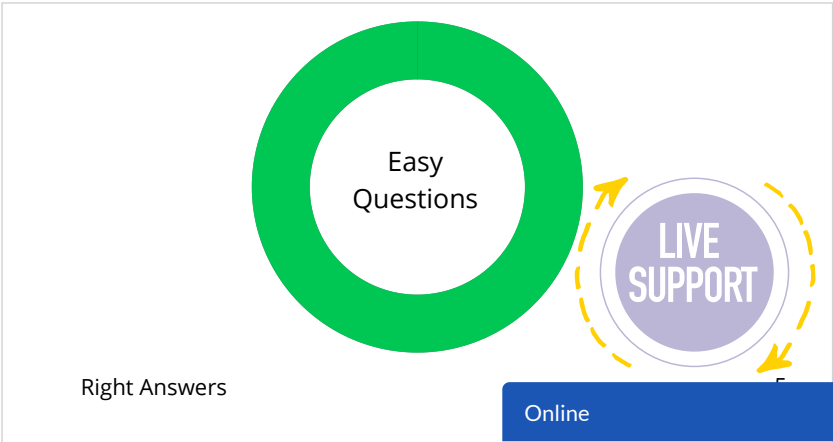 Easy
Questions
LIVE
SUPPORT
Right Answers
Online